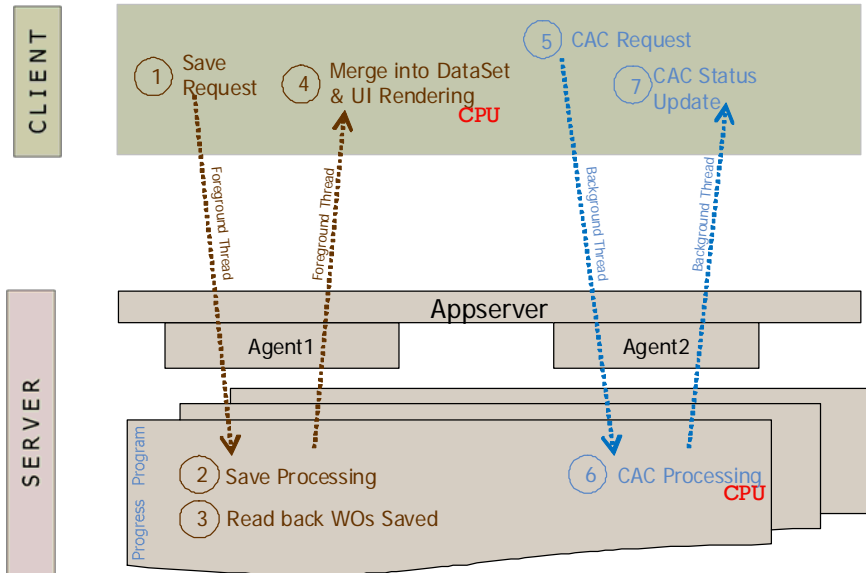 CLIENT
1
Save
Request
4
Merge into DataSet
& UI Rendering
CPU
5
CAC Request
7
CAC Status
Update
Foreground Thread
Foreground Thread
Background Thread
Background Thread
SERVER
Appserver
Agent1
Agent2
Progress Program
2
Save Processing
3
Read back WOs Saved
6
CAC Processing
CPU